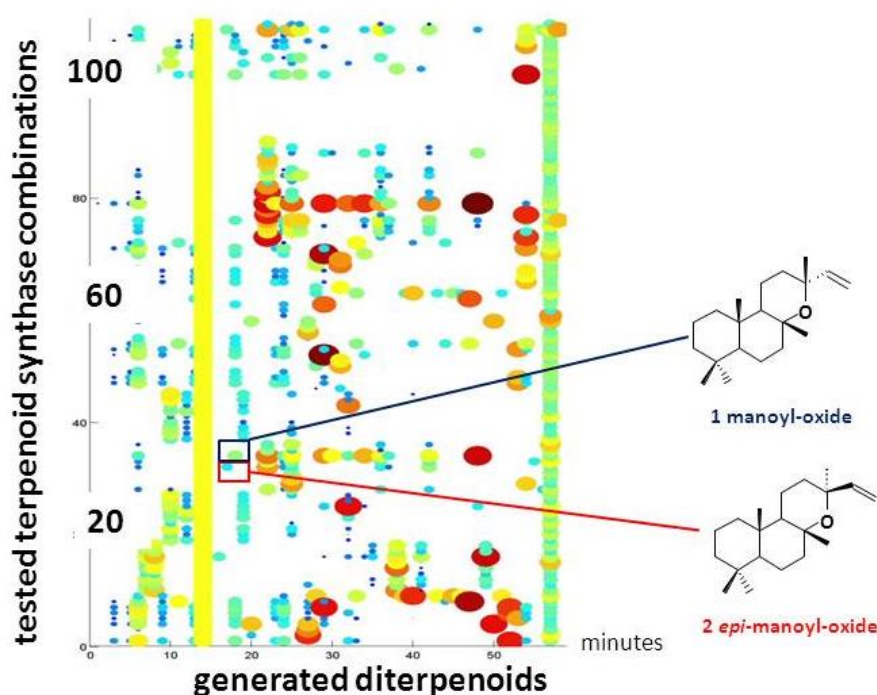 100
80
60
40
20
0
0
10
20
30
40
50
minutes
tested terpenoid synthase combinations
generated diterpenoids
O
1 manoyl-oxide
O
2 epi-manoyl-oxide